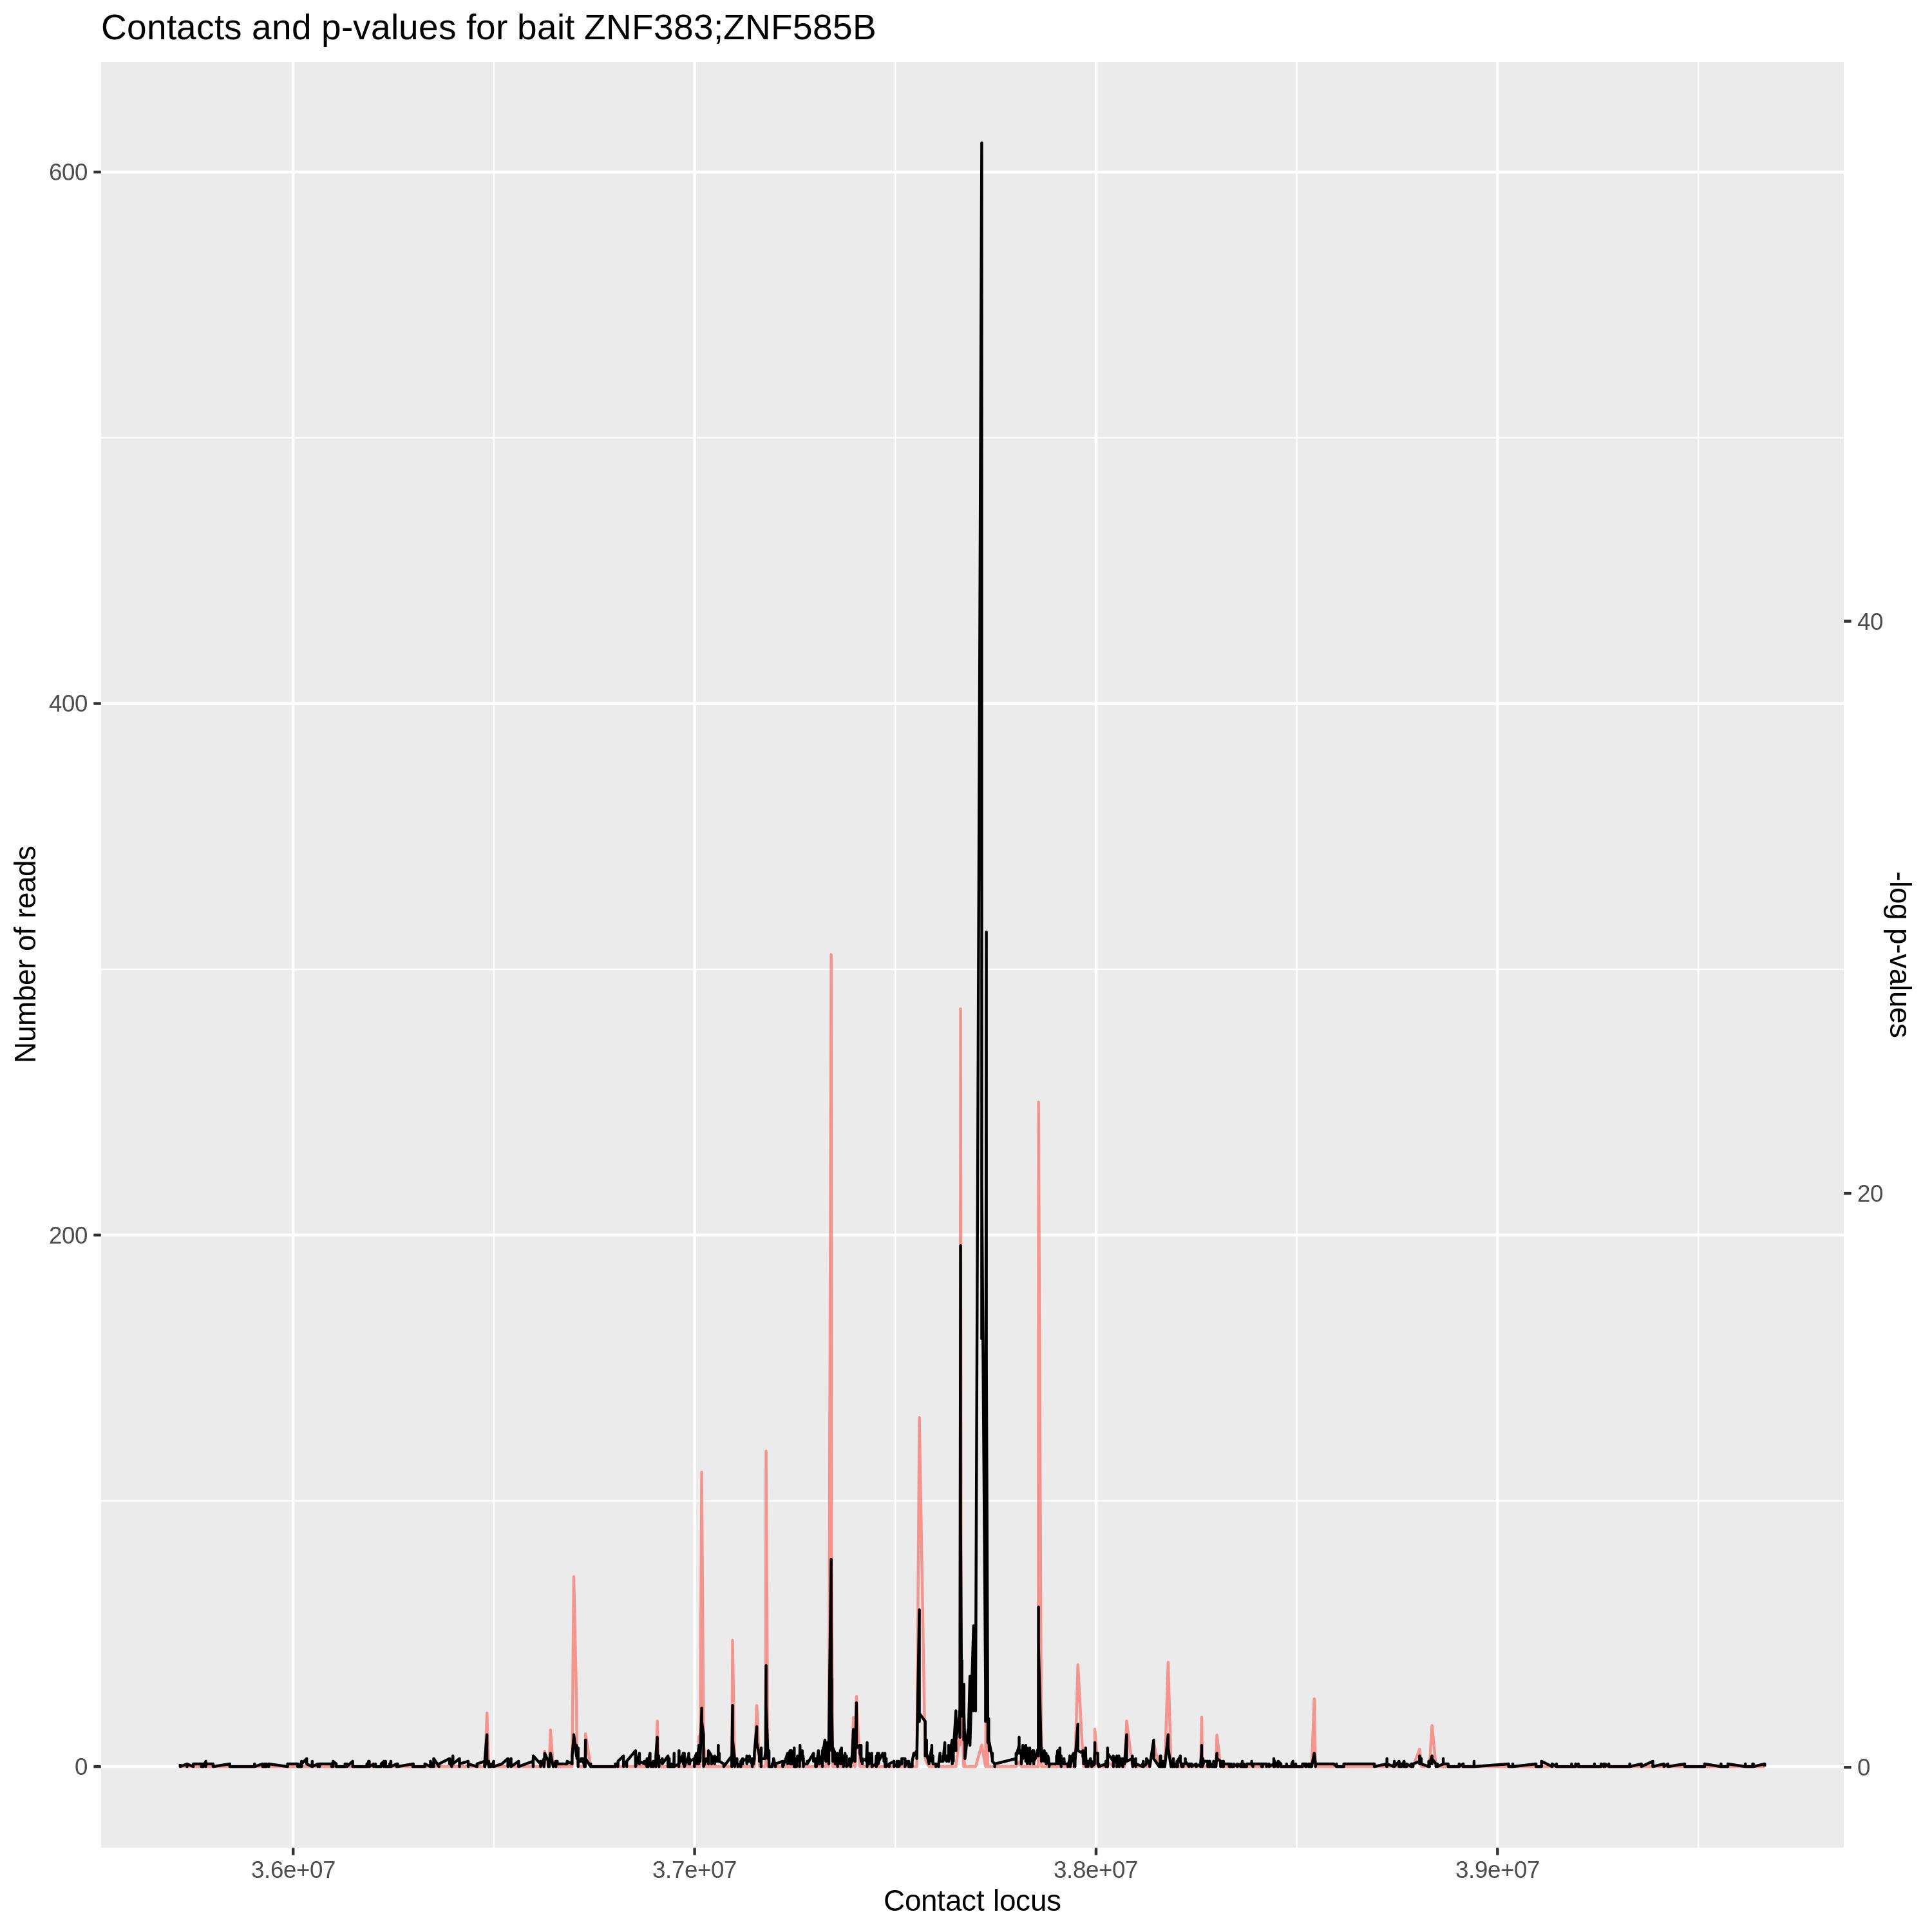 Contacts and p-values for bait ZNF383;ZNF585B
600
400
200
0
Number of reads
40
20
0
-log p-values
3.6e+07 3.7e+07 3.8e+07 3.9e+07
Contact locus